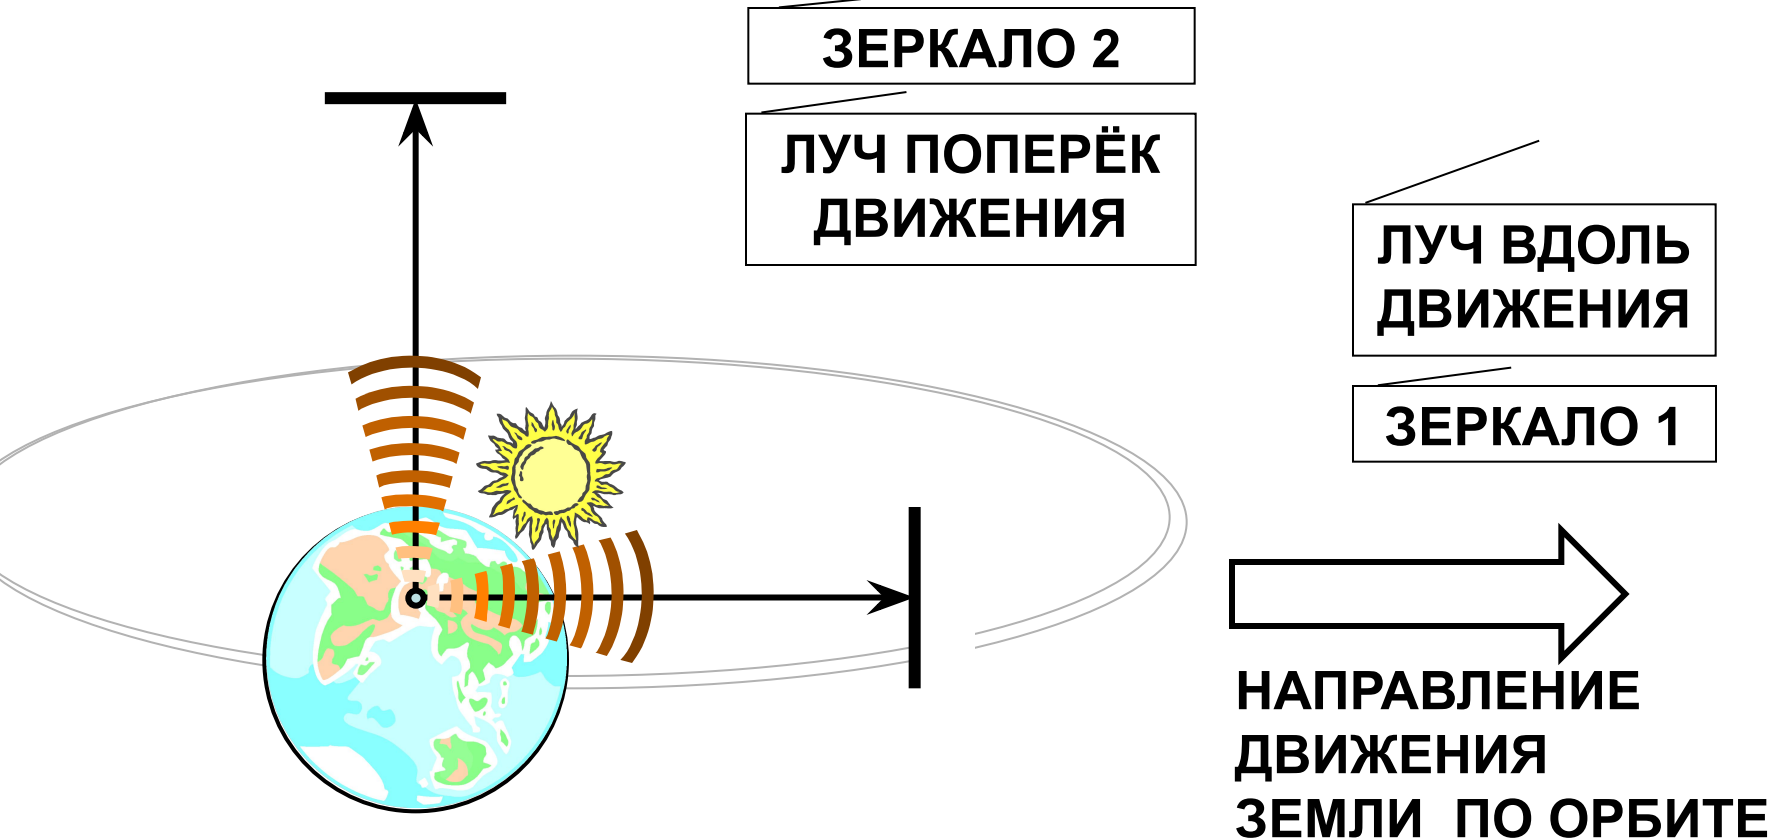 ЗЕРКАЛО 2
ЛУЧ ПОПЕРЁК
ДВИЖЕНИЯ
ЛУЧ ВДОЛЬ
ДВИЖЕНИЯ
ЗЕРКАЛО 1
НАПРАВЛЕНИЕ
ДВИЖЕНИЯ
ЗЕМЛИ ПО ОРБИТЕ